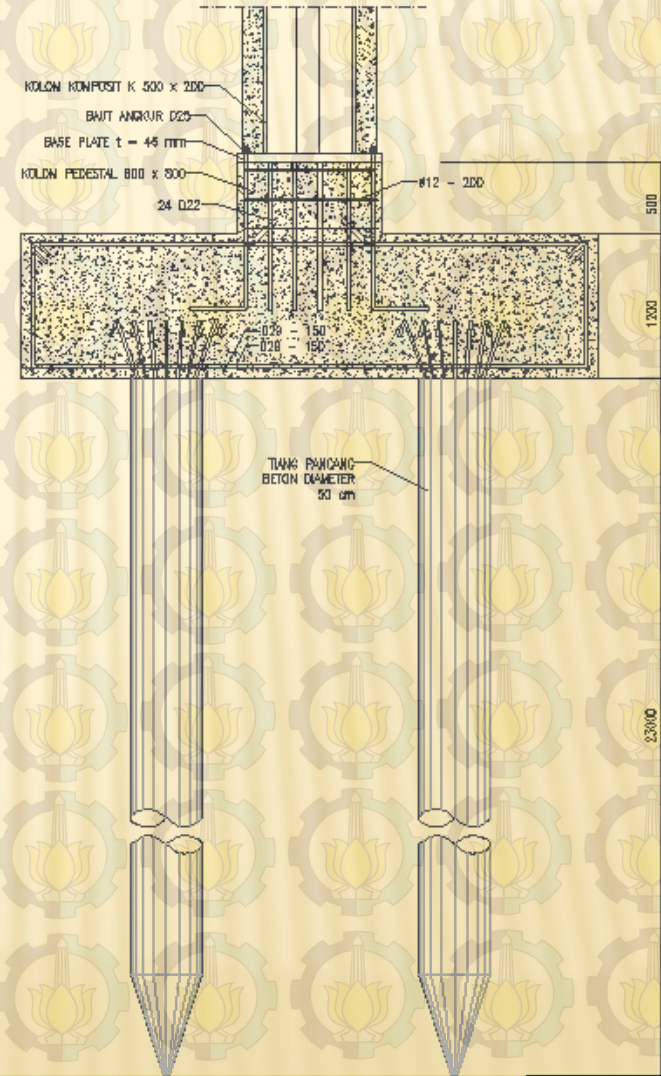 KOLOM KOMPOSIT K 500 x 200
BAUT ANGKUR D25
BASE PLATE t = 45 mm
KOLOM PEDESTAL 800 x 800
24 D22
Ø12 - 200
500
1200
D29 - 150
D29 - 150
TIANG PANCANG
BETON DIAMETER
50 cm
23000